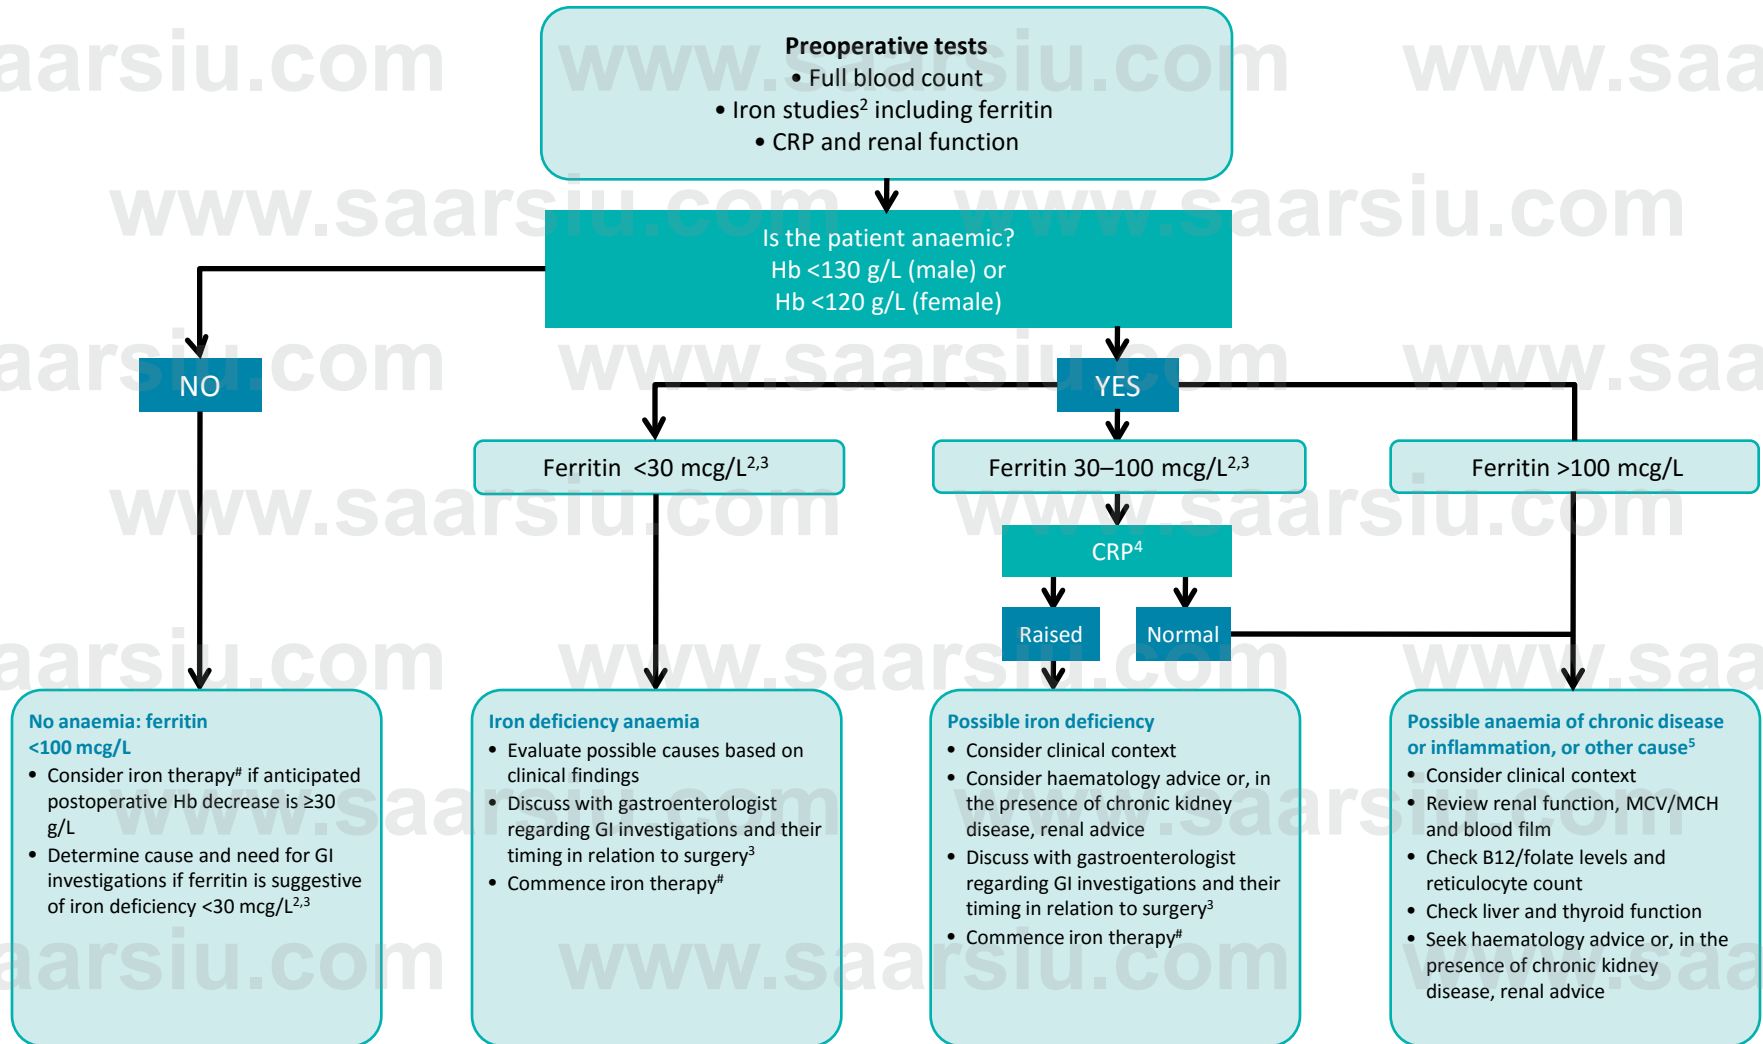 Preoperative tests
• Full blood count
• Iron studies2 including ferritin
• CRP and renal function
Is the patient anaemic?
Hb <130 g/L (male) or
Hb <120 g/L (female)
NO
YES
Ferritin <30 mcg/L2,3
Ferritin 30–100 mcg/L2,3
Ferritin >100 mcg/L
CRP4
Raised
Normal
No anaemia: ferritin
<100 mcg/L
• Consider iron therapy# if anticipated
postoperative Hb decrease is ≥30
g/L
• Determine cause and need for GI
investigations if ferritin is suggestive
of iron deficiency <30 mcg/L2,3
Iron deficiency anaemia
• Evaluate possible causes based on
clinical findings
• Discuss with gastroenterologist
regarding GI investigations and their
timing in relation to surgery3
• Commence iron therapy#
Possible iron deficiency
• Consider clinical context
• Consider haematology advice or, in
the presence of chronic kidney
disease, renal advice
• Discuss with gastroenterologist
regarding GI investigations and their
timing in relation to surgery3
• Commence iron therapy#
Possible anaemia of chronic disease
or inflammation, or other cause5
• Consider clinical context
• Review renal function, MCV/MCH
and blood film
• Check B12/folate levels and
reticulocyte count
• Check liver and thyroid function
• Seek haematology advice or, in the
presence of chronic kidney
disease, renal advice
www.saarsiu.com